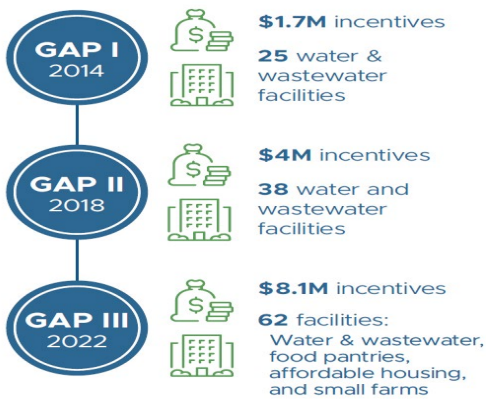 GAP I
2014
$1.7M incentives
25 water &
wastewater
facilities
GAP II
2018
$4M incentives
38 water and
wastewater
facilities
GAP III
2022
$8.1M incentives
62 facilities:
Water & wastewater,
food pantries,
affordable housing,
and small farms